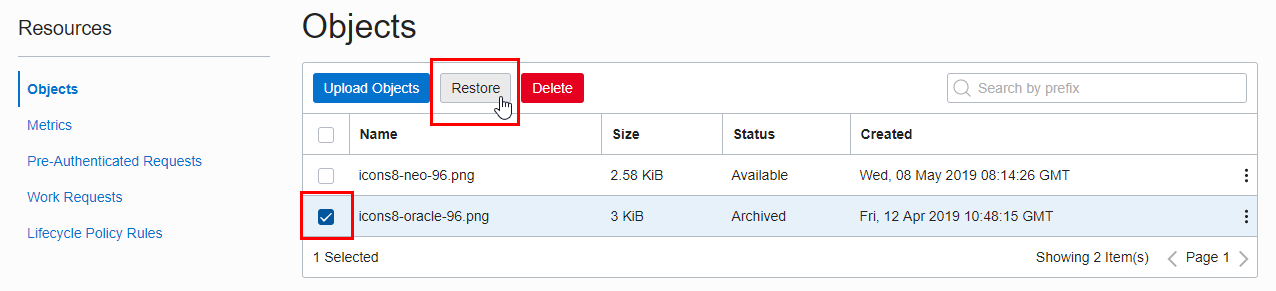 Resources
Objects
Metrics
Pre-Authenticated Requests
Work Requests
Lifecycle Policy Rules
Objects
Upload Objects Restore Delete Search by prefix
Name Size Status Created
icons8-neo-96.png 2.58 KiB Available Wed, 08 May 2019 08:14:26 GMT
icons8-oracle-96.png 3 KiB Archived Fri, 12 Apr 2019 10:48:15 GMT
1 Selected Showing 2 Item(s) Page 1